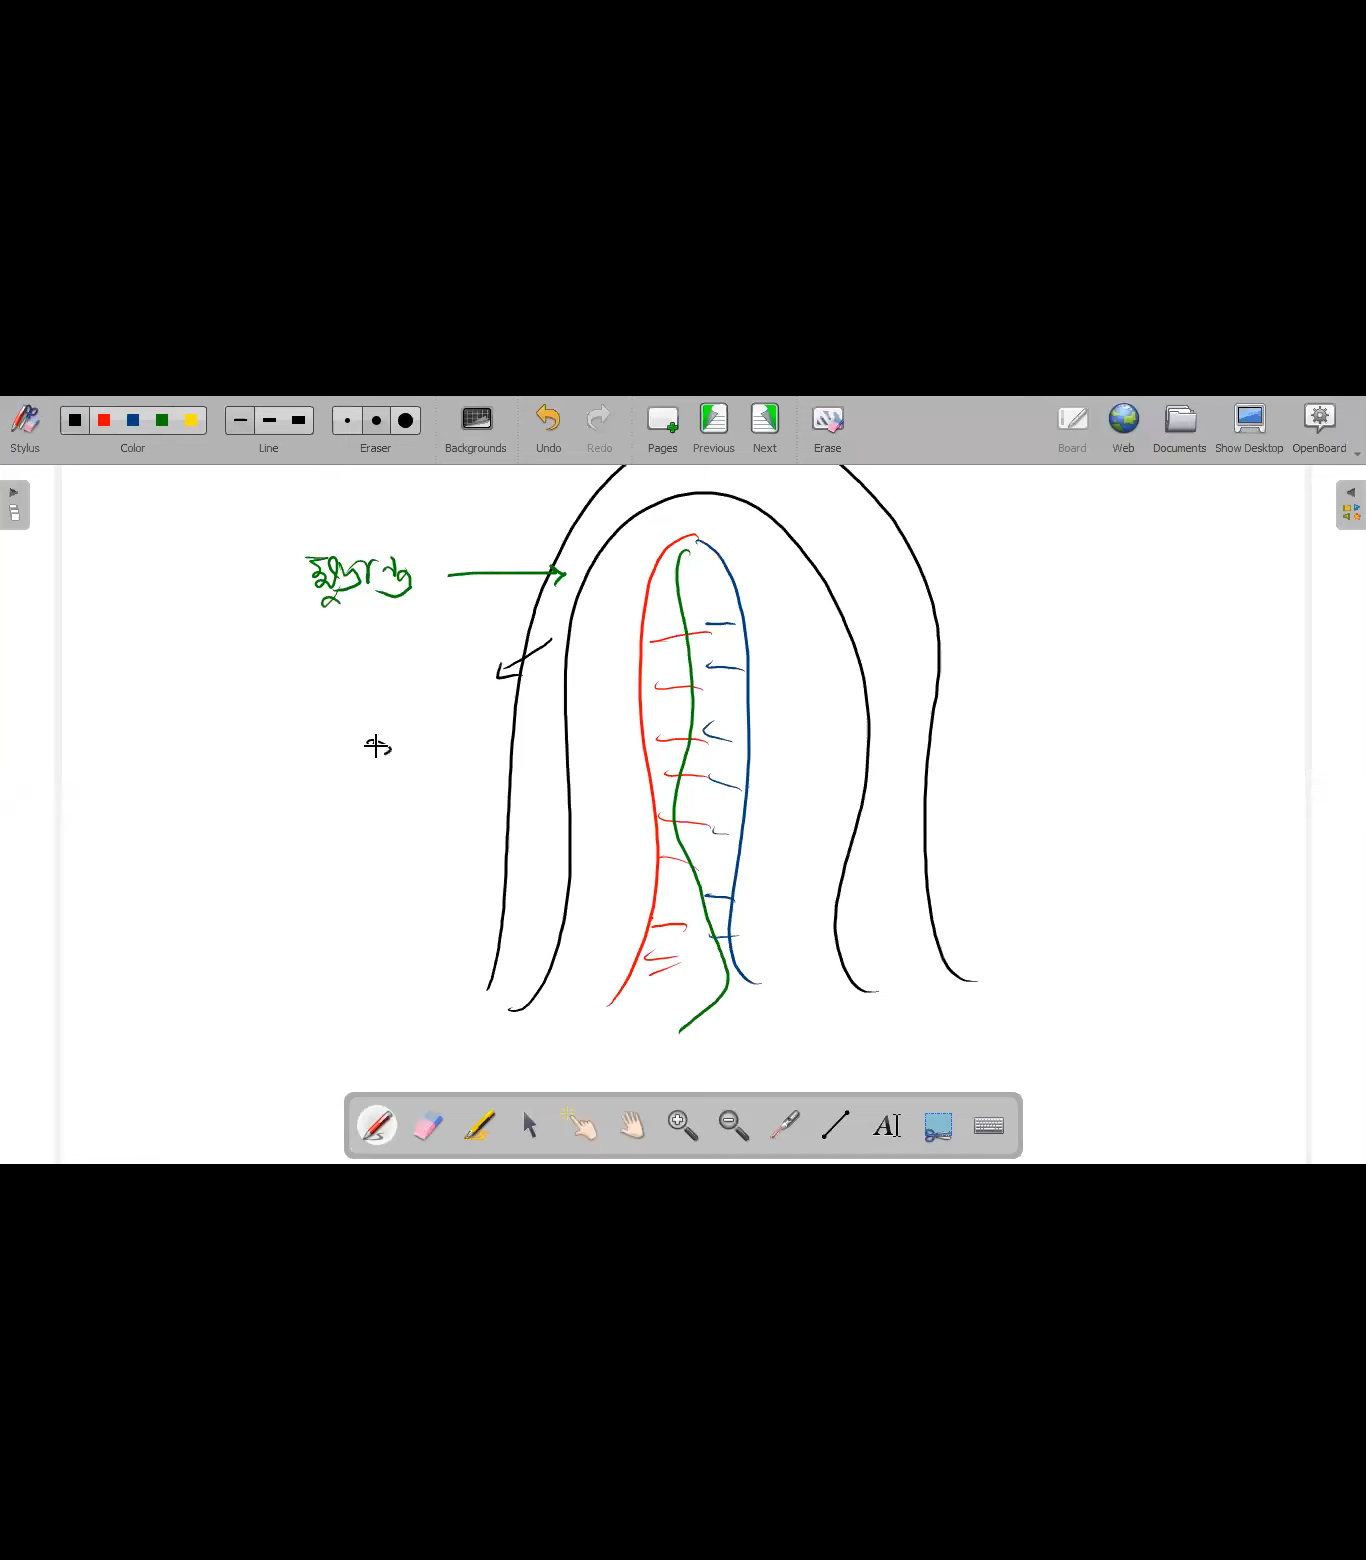 Stylus
Color
Line
Eraser
Backgrounds
Undo
Redo
Pages
Previous
Next
Erase
Board
Web
Documents
Show Desktop
OpenBoard
A